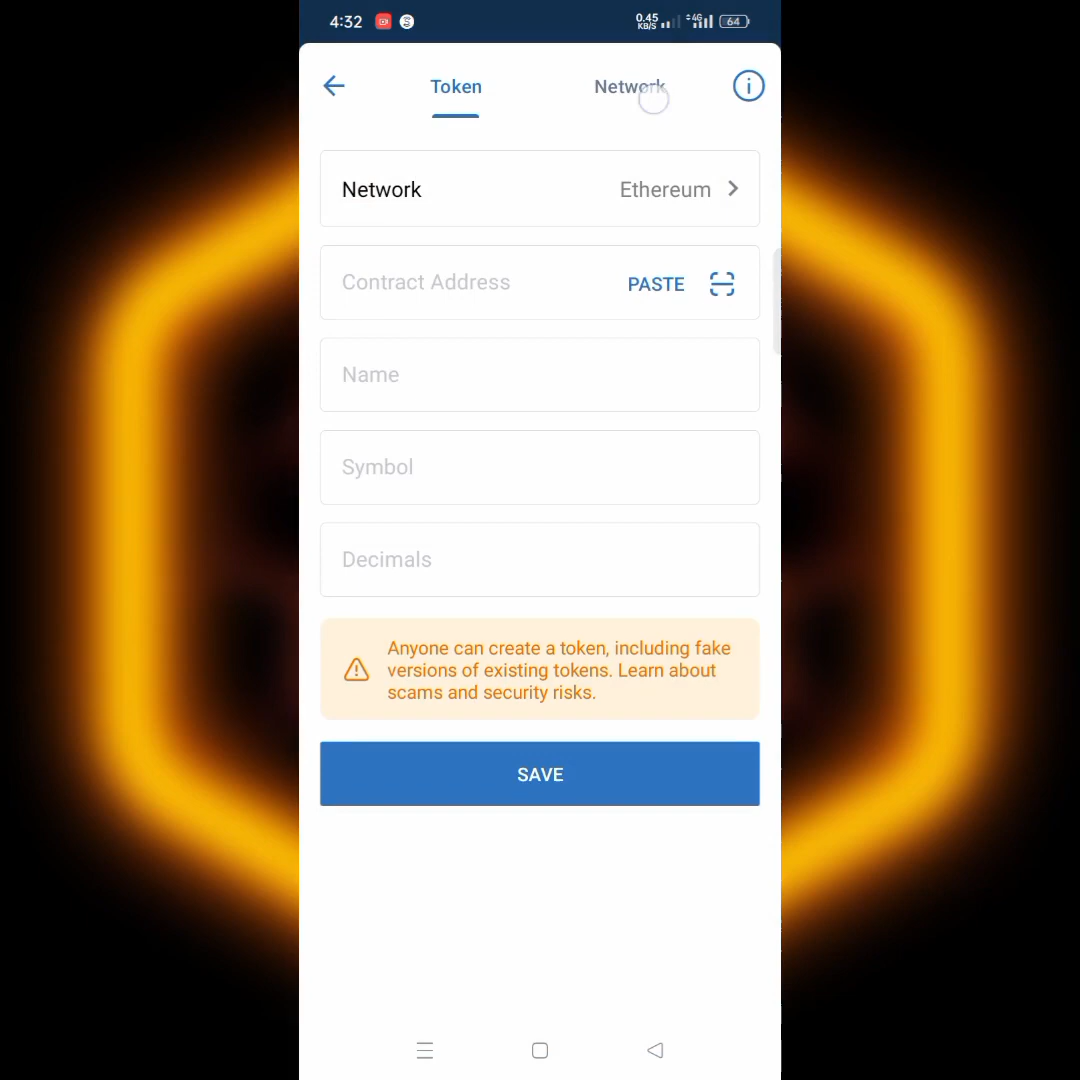 4:32 0.45 KB/S 4G 64
Token Network
Network Ethereum
Contract Address PASTE
Name
Symbol
Decimals
Anyone can create a token, including fake
versions of existing tokens. Learn about
scams and security risks.
SAVE